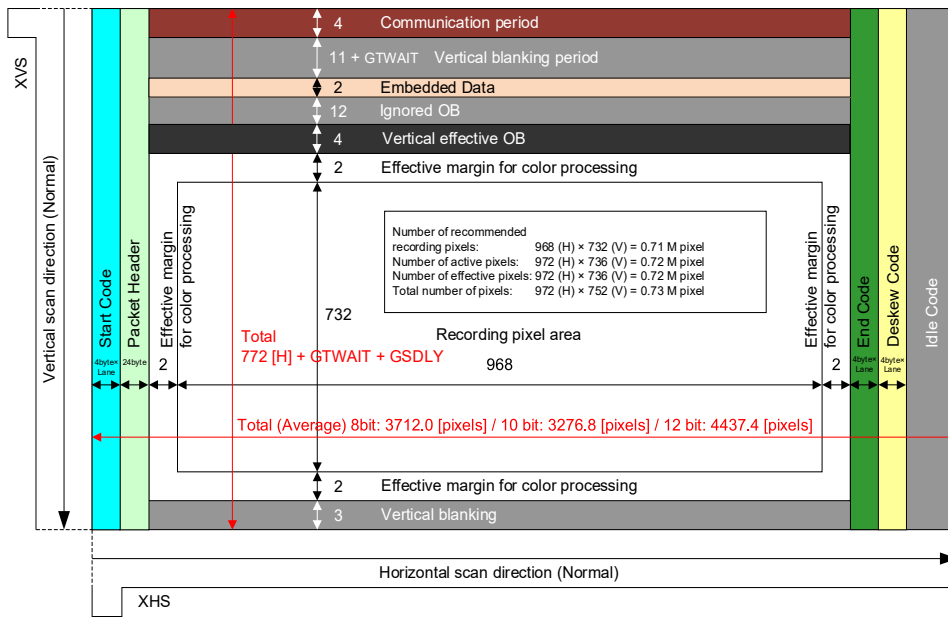 XVS
4 Communication period
11 + GTWAIT Vertical blanking period
2 Embedded Data
12 Ignored OB
4 Vertical effective OB
2 Effective margin for color processing
Vertical scan direction (Normal)
Start Code
Packet Header
Effective margin
for color processing
Number of recommended
recording pixels: 968 (H) × 732 (V) = 0.71 M pixel
Number of active pixels: 972 (H) × 736 (V) = 0.72 M pixel
Number of effective pixels: 972 (H) × 736 (V) = 0.72 M pixel
Total number of pixels: 972 (H) × 752 (V) = 0.73 M pixel
Effective margin
for color processing
End Code
Deskew Code
Idle Code
732
Total
772 [H] + GTWAIT + GSDLY
Recording pixel area
968
4byte×
Lane
24byte
2
2
4byte×
Lane
4byte×
Lane
Total (Average) 8bit: 3712.0 [pixels] / 10 bit: 3276.8 [pixels] / 12 bit: 4437.4 [pixels]
2 Effective margin for color processing
3 Vertical blanking
Horizontal scan direction (Normal)
XHS